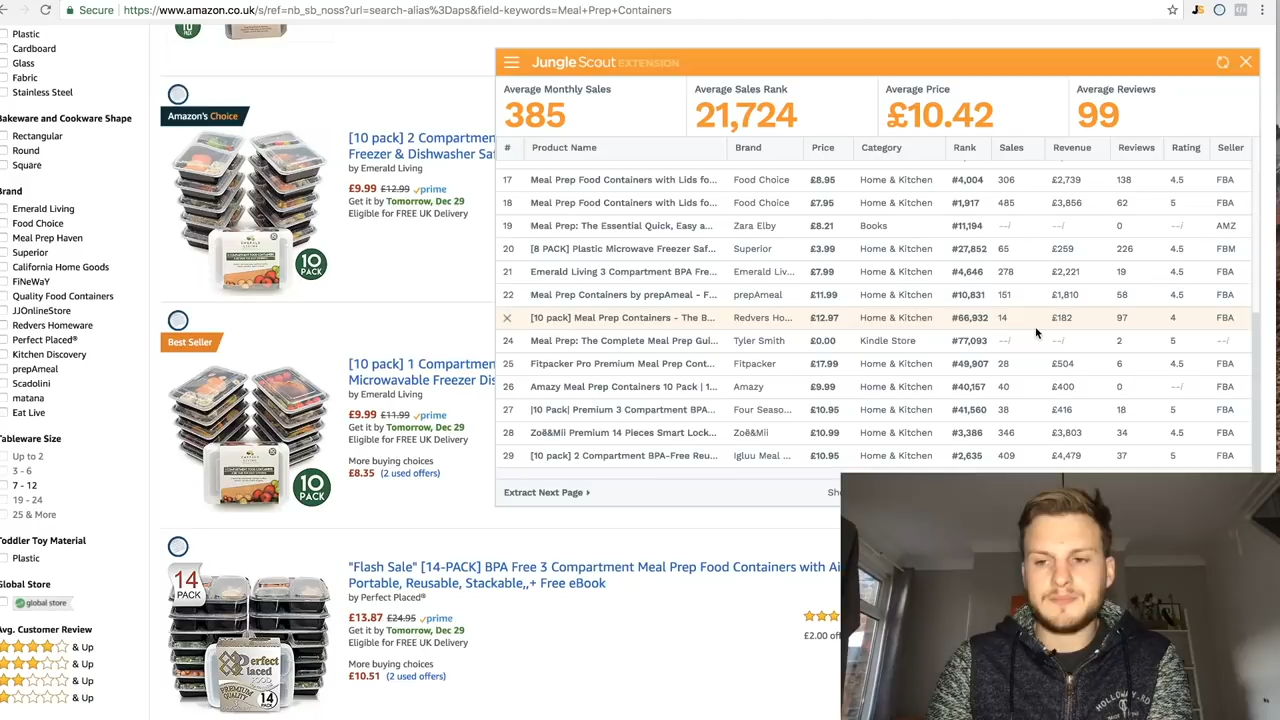 Secure https://www.amazon.co.uk/s/ref=nb_sb_noss?url=search-alias%3Daps&field-keywords=Meal+Prep+Containers
JS
Plastic
Cardboard
Glass
Fabric
Stainless Steel
Bakeware and Cookware Shape
Rectangular
Round
Square
Brand
Emerald Living
Food Choice
Meal Prep Haven
Superior
California Home Goods
FiNeWaY
Quality Food Containers
JJOnlineStore
Redvers Homeware
Perfect Placed®
Kitchen Discovery
prepAmeal
Scadolini
matana
Eat Live
Tableware Size
Up to 2
3 - 6
7 - 12
19 - 24
25 & More
Toddler Toy Material
Plastic
Global Store
global store
Avg. Customer Review
& Up
& Up
& Up
& Up
10
PACK
Amazon's Choice
10
PACK
[10 pack] 2 Compartment
Freezer & Dishwasher Saf
by Emerald Living
£9.99 £12.99 prime
Get it by Tomorrow, Dec 29
Eligible for FREE UK Delivery
Best Seller
10
PACK
[10 pack] 1 Compartmen
Microwavable Freezer Dis
by Emerald Living
£9.99 £11.99 prime
Get it by Tomorrow, Dec 29
Eligible for FREE UK Delivery
More buying choices
£8.35 (2 used offers)
14
PACK
Perfect
Placed
FOOD
PREMIUM
QUALITY
14
PACK
"Flash Sale" [14-PACK] BPA Free 3 Compartment Meal Prep Food Containers with Ai
Portable, Reusable, Stackable,,+ Free eBook
by Perfect Placed®
£13.87 £24.95 prime
Get it by Tomorrow, Dec 29
Eligible for FREE UK Delivery
More buying choices
£10.51 (2 used offers)
£2.00 off
Jungle Scout EXTENSION
Average Monthly Sales
385
Average Sales Rank
21,724
Average Price
£10.42
Average Reviews
99
# Product Name Brand Price Category Rank Sales Revenue Reviews Rating Seller
17 Meal Prep Food Containers with Lids fo... Food Choice £8.95 Home & Kitchen #4,004 306 £2,739 138 4.5 FBA
18 Meal Prep Food Containers with Lids fo... Food Choice £7.95 Home & Kitchen #1,917 485 £3,856 62 5 FBA
19 Meal Prep: The Essential Quick, Easy a... Zara Elby £8.21 Books #11,194 --/ --/ 0 --/ AMZ
20 [8 PACK] Plastic Microwave Freezer Saf... Superior £3.99 Home & Kitchen #27,852 65 £259 226 4.5 FBM
21 Emerald Living 3 Compartment BPA Fre... Emerald Liv... £7.99 Home & Kitchen #4,646 278 £2,221 4.5 FBA
22 Meal Prep Containers by prepAmeal - F... prepAmeal £11.99 Home & Kitchen #10,831 151 £1,810 58 4.5 FBA
[10 pack] Meal Prep Containers - The B... Redvers Ho... £12.97 Home & Kitchen #66,932 14 £182 97 4 FBA
24 Meal Prep: The Complete Meal Prep Gui... Tyler Smith £0.00 Kindle Store #77,093 --/ --/ 2 5 --/
25 Fitpacker Pro Premium Meal Prep Cont... Fitpacker £17.99 Home & Kitchen #49,907 28 £504 6 4.5 FBA
26 Amazy Meal Prep Containers 10 Pack | 1... Amazy £9.99 Home & Kitchen #40,157 40 £400 0 --/ FBA
27 |10 Pack| Premium 3 Compartment BPA... Four Seaso... £10.95 Home & Kitchen #41,560 38 £416 18 5 FBA
28 Zoë&Mii Premium 14 Pieces Smart Lock... Zoë&Mii £10.99 Home & Kitchen #3,386 346 £3,803 34 4.5 FBA
29 [10 pack] 2 Compartment BPA-Free Reu... Igluu Meal ... £10.95 Home & Kitchen #2,635 409 £4,479 37 5 FBA
Extract Next Page